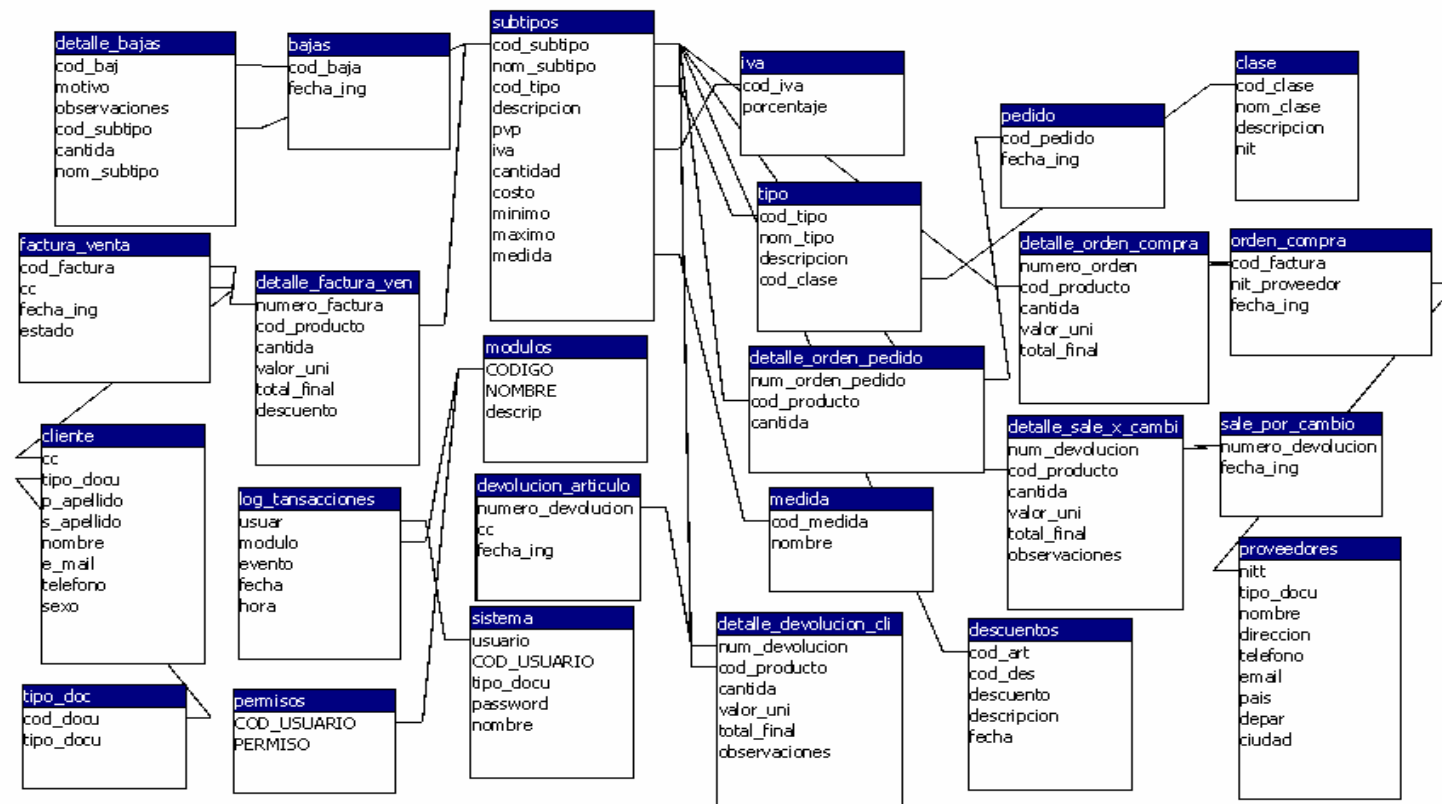 detalle_bajas
cod_baj
motivo
observaciones
cod_subtipo
cantida
nom_subtipo
bajas
cod_baja
fecha_ing
subtipos
cod_subtipo
nom_subtipo
cod_tipo
descripcion
pvp
iva
cantidad
costo
minimo
maximo
medida
iva
cod_iva
porcentaje
pedido
cod_pedido
fecha_ing
clase
cod_clase
nom_clase
descripcion
nit
factura_venta
cod_factura
cc
fecha_ing
estado
detalle_factura_ven
numero_factura
cod_producto
cantida
valor_uni
total_final
descuento
tipo
cod_tipo
nom_tipo
descripcion
cod_clase
detalle_orden_compra
numero_orden
cod_producto
cantida
valor_uni
total_final
orden_compra
cod_factura
nit_proveedor
fecha_ing
modulos
CODIGO
NOMBRE
descrip
detalle_orden_pedido
num_orden_pedido
cod_producto
cantida
cliente
cc
tipo_docu
p_apellido
s_apellido
nombre
e_mail
telefono
sexo
detalle_sale_x_cambi
num_devolucion
cod_producto
cantida
valor_uni
total_final
observaciones
sale_por_cambio
numero_devolucion
fecha_ing
log_tansacciones
usuar
modulo
evento
fecha
hora
devolucion_articulo
numero_devolucion
cc
fecha_ing
medida
cod_medida
nombre
proveedores
nitt
tipo_docu
nombre
direccion
telefono
email
pais
depar
ciudad
sistema
usuario
COD_USUARIO
tipo_docu
password
nombre
detalle_devolucion_cli
num_devolucion
cod_producto
cantida
valor_uni
total_final
observaciones
descuentos
cod_art
cod_des
descuento
descripcion
fecha
tipo_doc
cod_docu
tipo_docu
permisos
COD_USUARIO
PERMISO